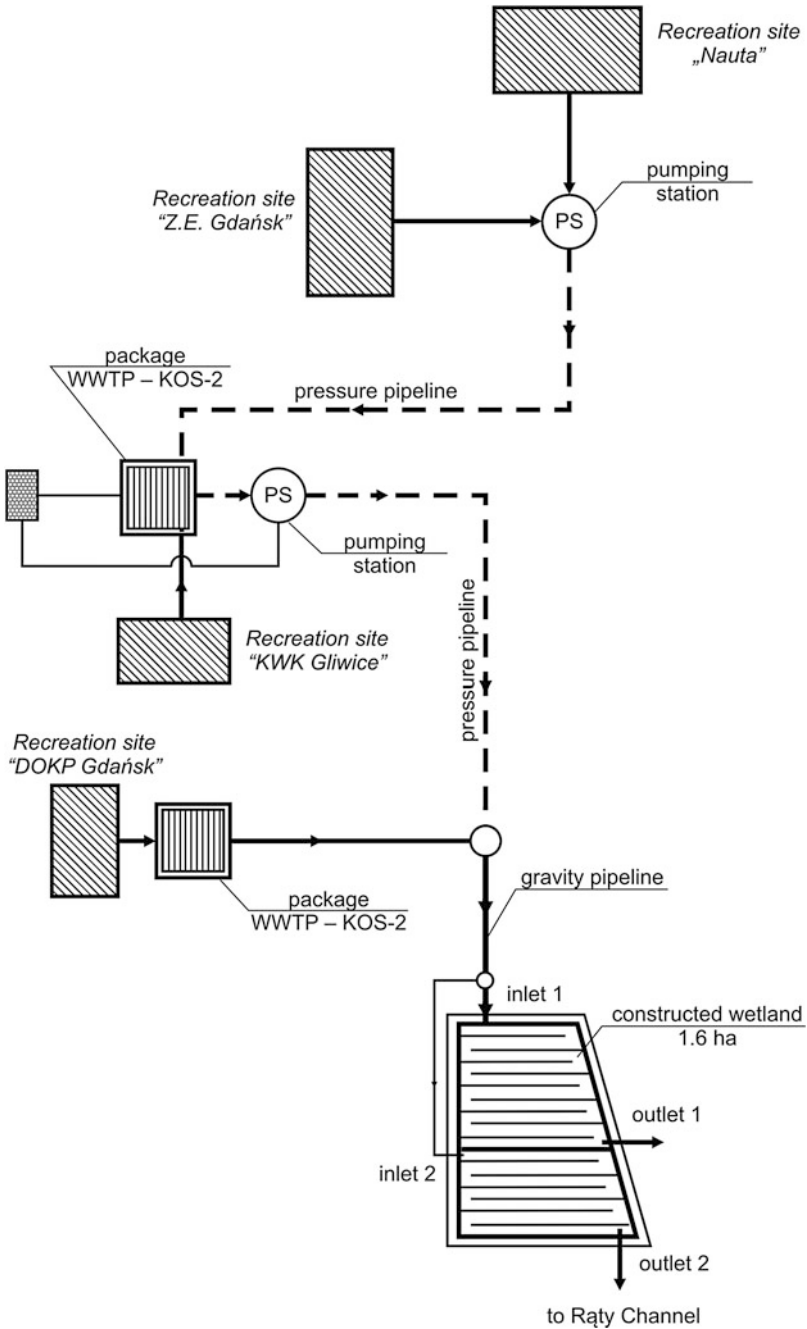 Recreation site
„Nauta”
pumping
station
PS
Recreation site
“Z.E. Gdańsk”
package
WWTP – KOS-2
pressure pipeline
PS
pumping
station
Recreation site
“KWK Gliwice”
pressure pipeline
Recreation site
“DOKP Gdańsk”
package
WWTP – KOS-2
gravity pipeline
inlet 1
constructed wetland
1.6 ha
outlet 1
inlet 2
outlet 2
to Rąty Channel